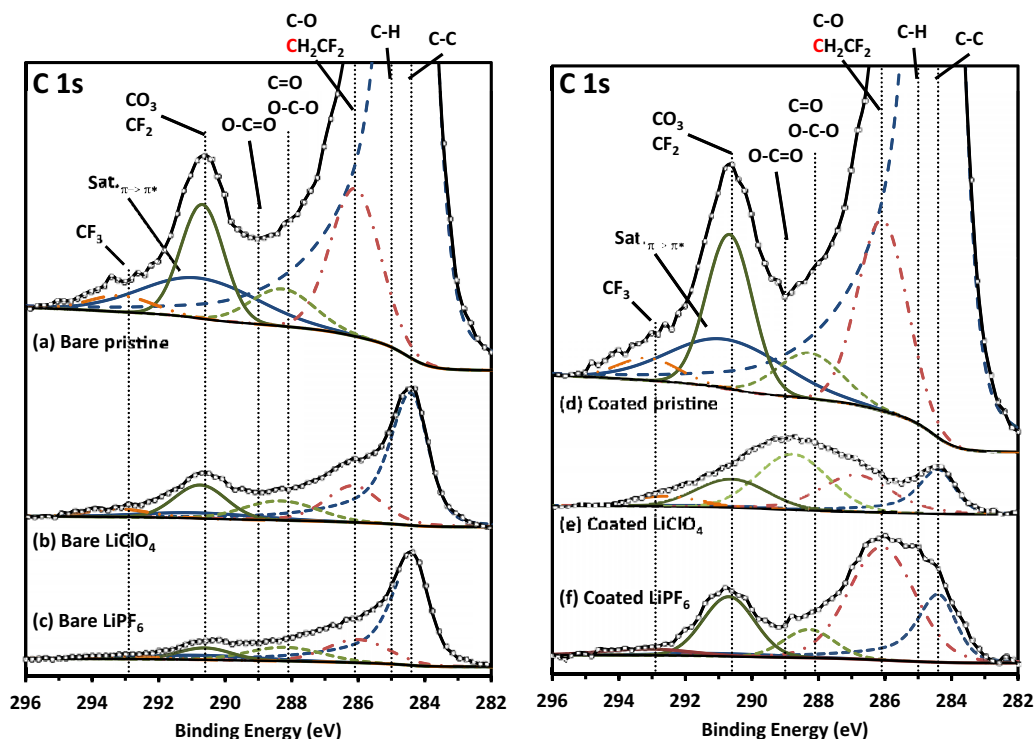 C-O
CH₂CF₂
C-H
C-C
C 1s
C=O
O-C-O
CO₃
CF₂
O-C=O
Sat.π->π*
CF₃
(a) Bare pristine
(b) Bare LiClO₄
(c) Bare LiPF₆
296 294 292 290 288 286 284 282
Binding Energy (eV)
C-O
CH₂CF₂
C-H
C-C
C 1s
C=O
O-C-O
CO₃
CF₂
O-C=O
Sat.π->π*
CF₃
(d) Coated pristine
(e) Coated LiClO₄
(f) Coated LiPF₆
296 294 292 290 288 286 284 282
Binding Energy (eV)